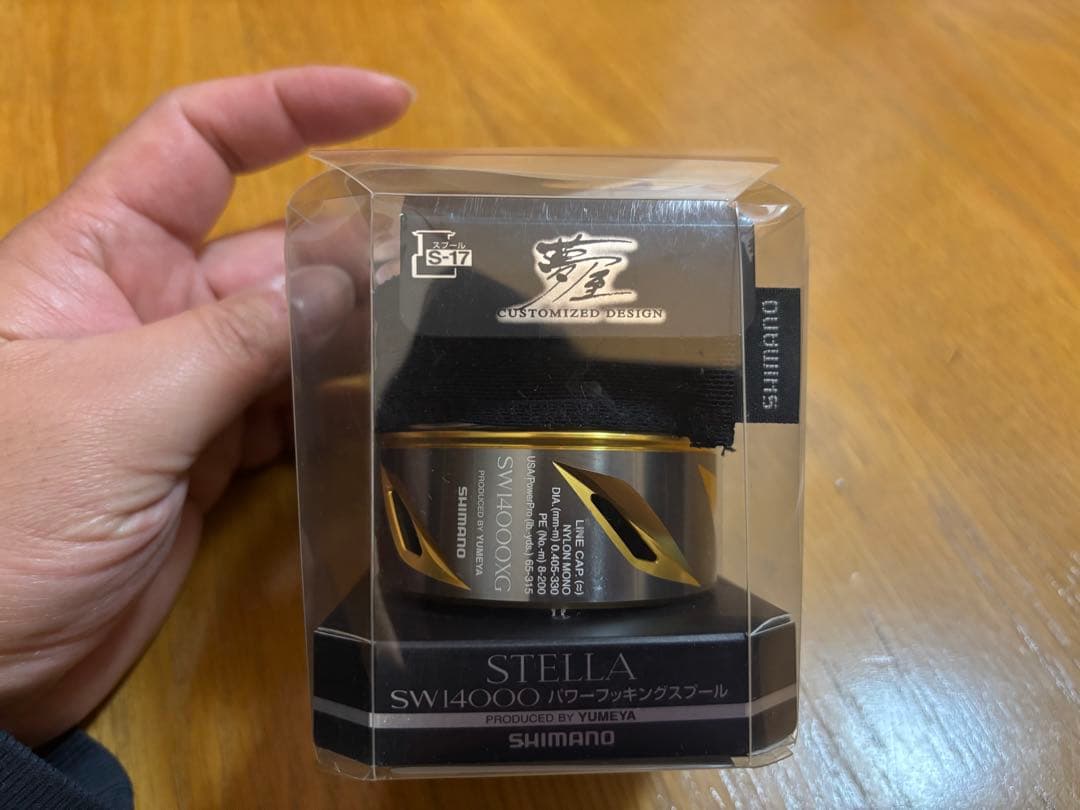 スプール
S-17
夢屋
CUSTOMIZED DESIGN
SHIMANO
LINE CAP. (≈)
NYLON MONO
DIA.(mm-m) 0.405-330
PE (No.-m) 8-200
USA/PowerPro(lb.-yds.) 65-315
SW14000XG
PRODUCED BY YUMEYA
SHIMANO
STELLA
SW14000 パワーフッキングスプール
PRODUCED BY YUMEYA
SHIMANO